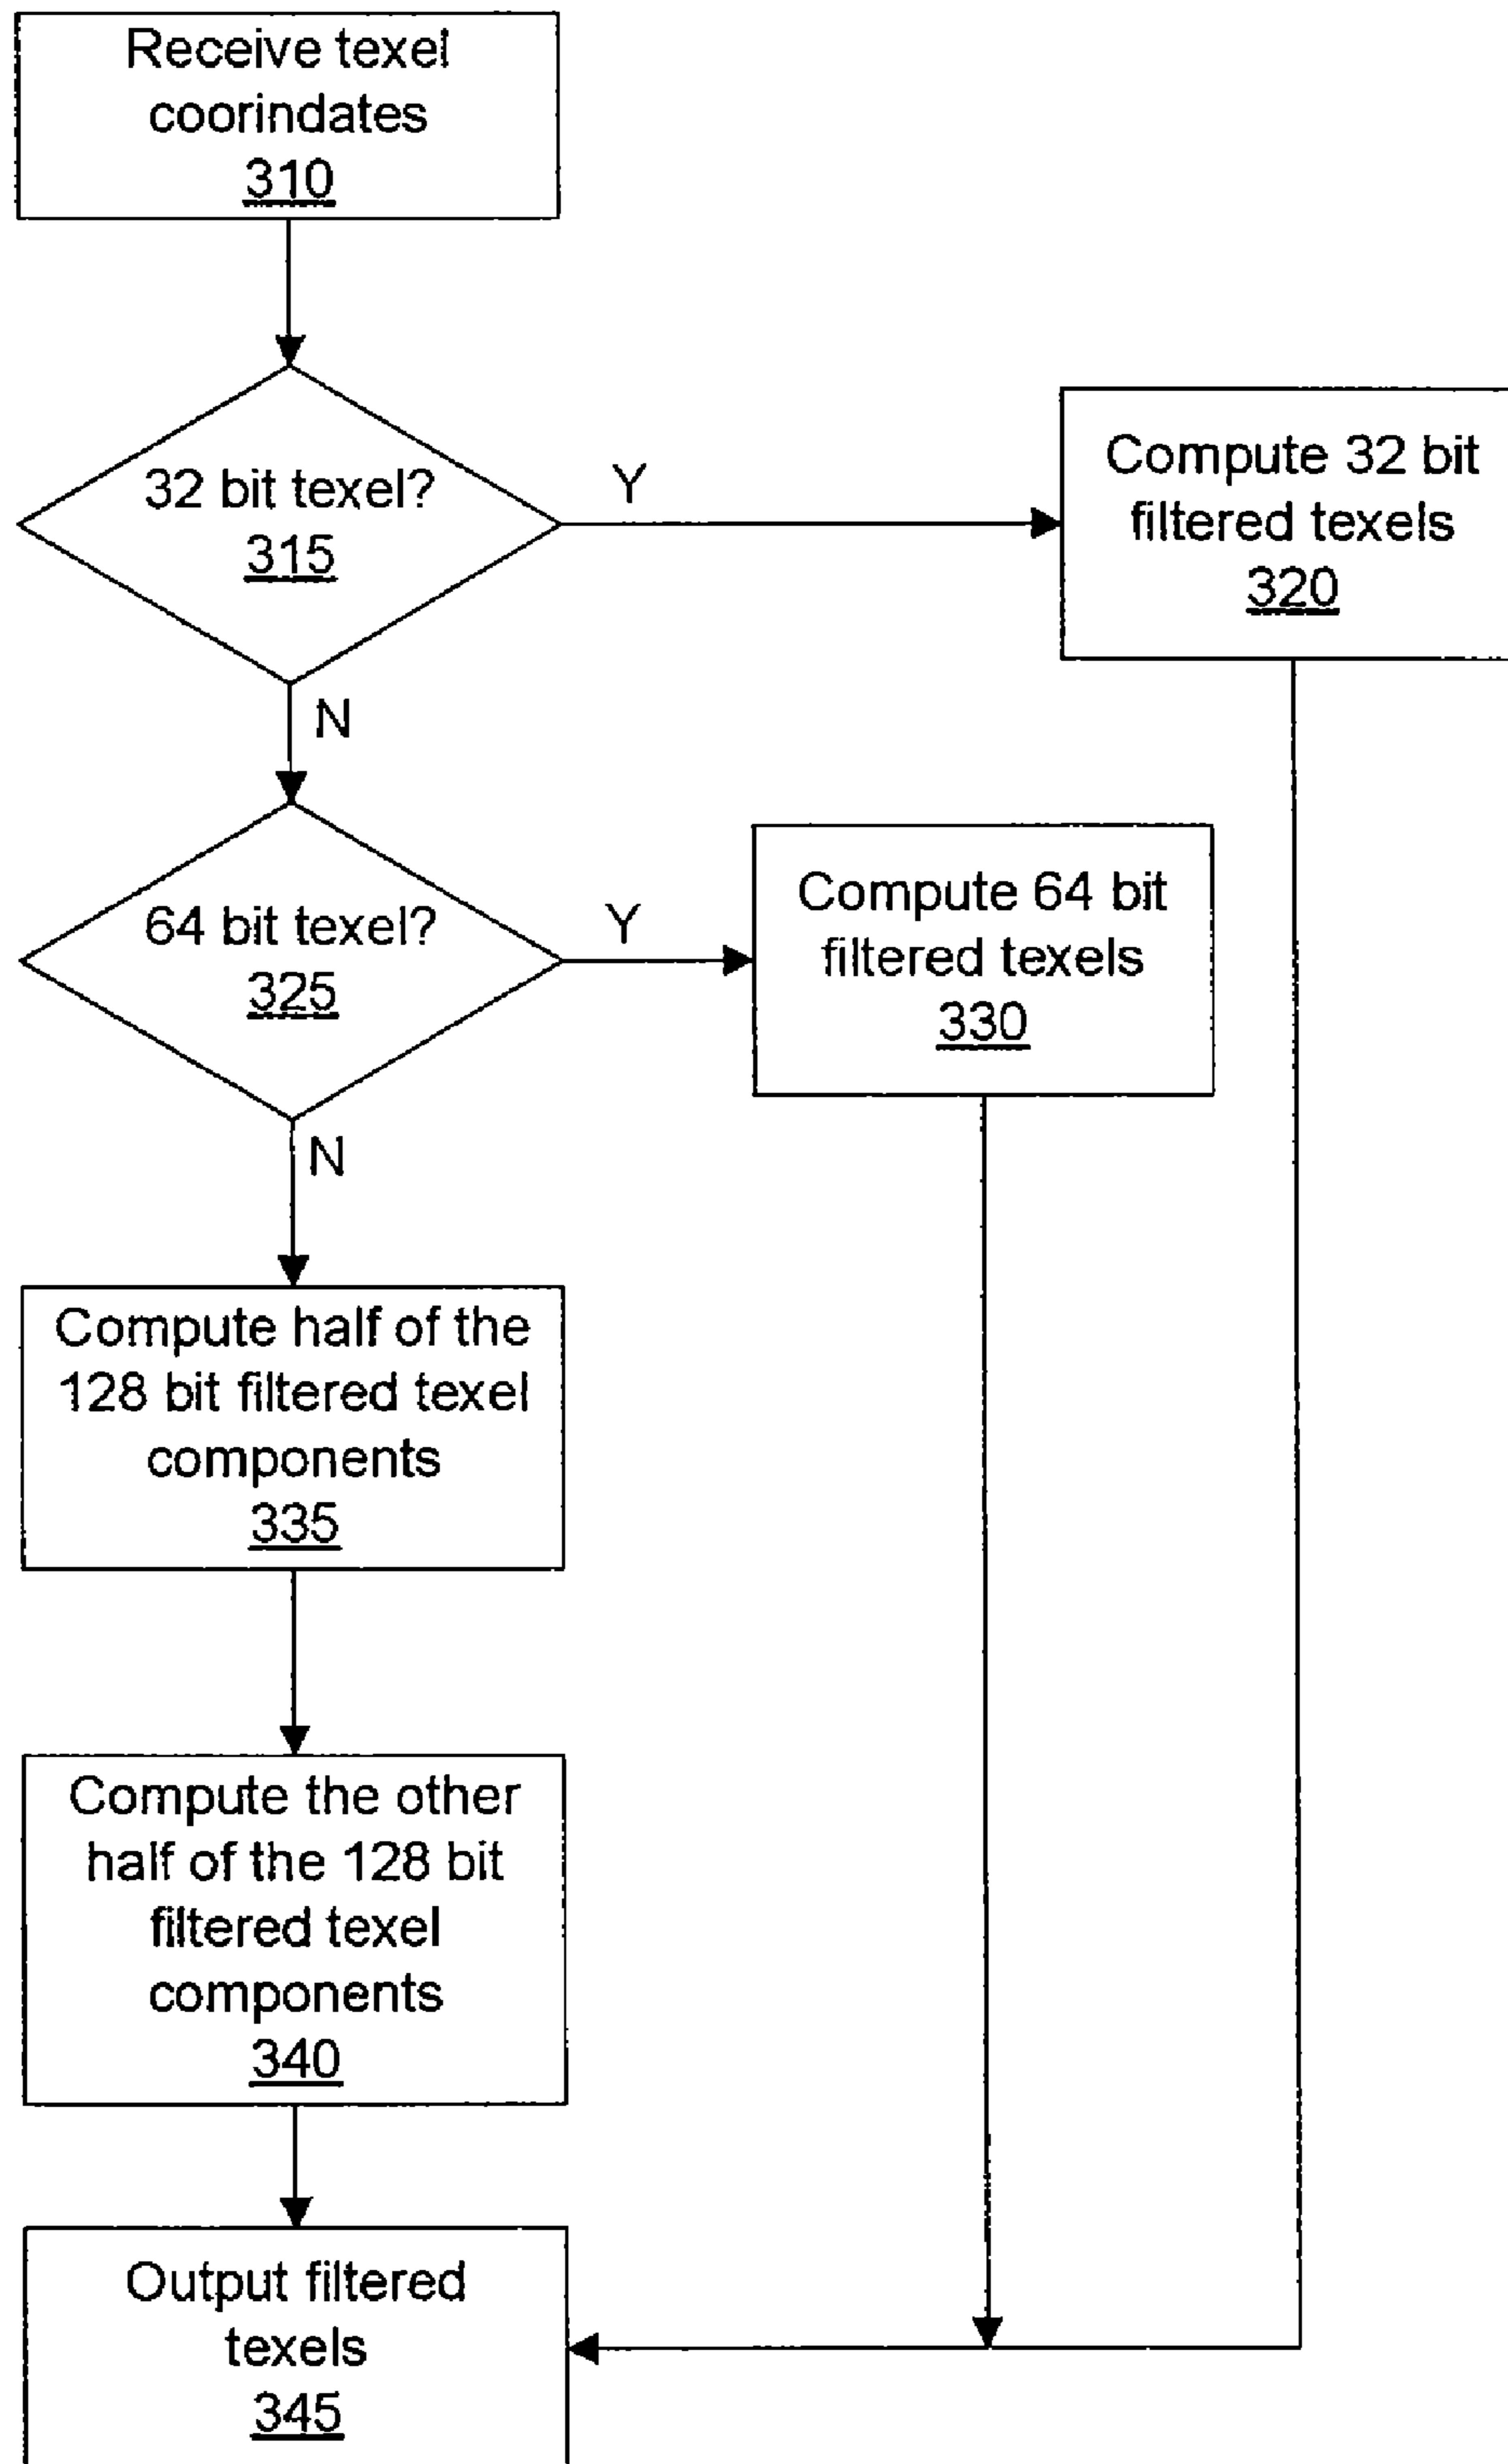 Receive texel
coorindates
310
32 bit texel?
315
Y
N
Compute 32 bit
filtered texels
320
64 bit texel?
325
Y
N
Compute 64 bit
filtered texels
330
Compute half of the
128 bit filtered texel
components
335
Compute the other
half of the 128 bit
filtered texel
components
340
Output filtered
texels
345